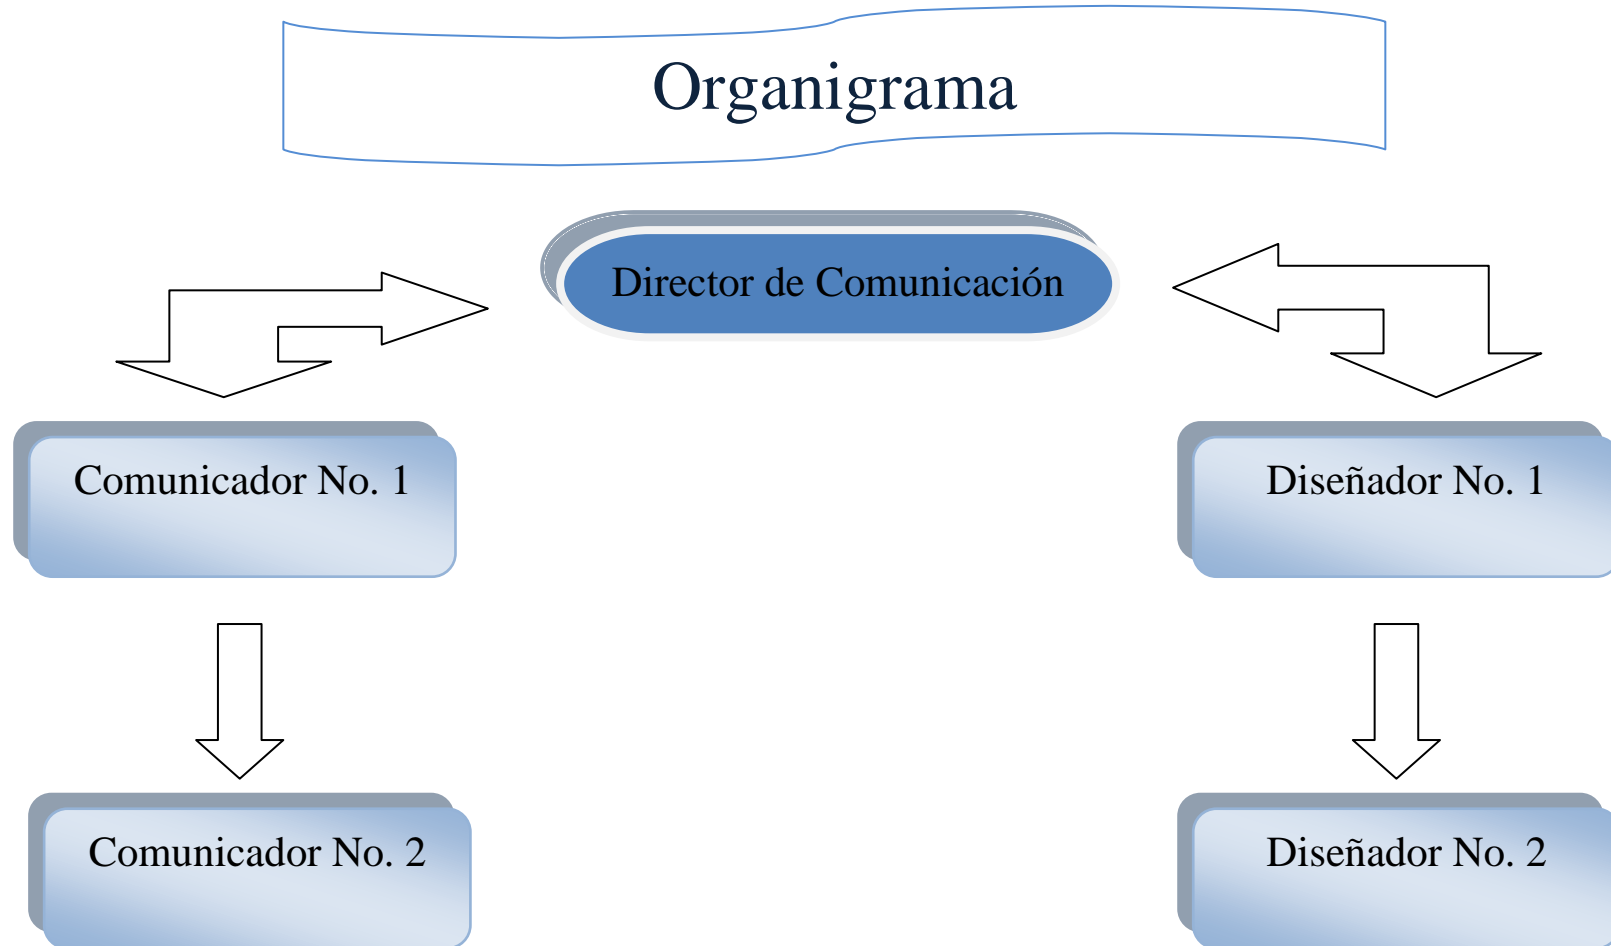 Organigrama
Director de Comunicación
Comunicador No. 1
Diseñador No. 1
Comunicador No. 2
Diseñador No. 2